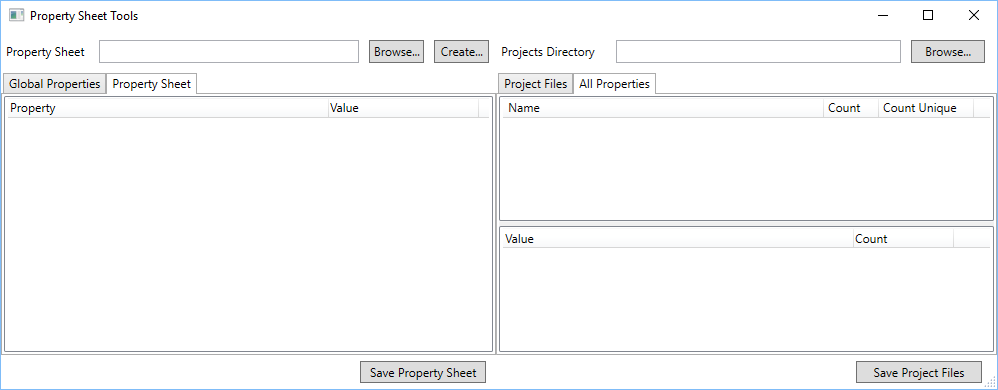 Property Sheet Tools
Property Sheet Browse... Create... Projects Directory Browse...
Global Properties Property Sheet Project Files All Properties
Property Value Name Count Count Unique
Value Count
Save Property Sheet Save Project Files